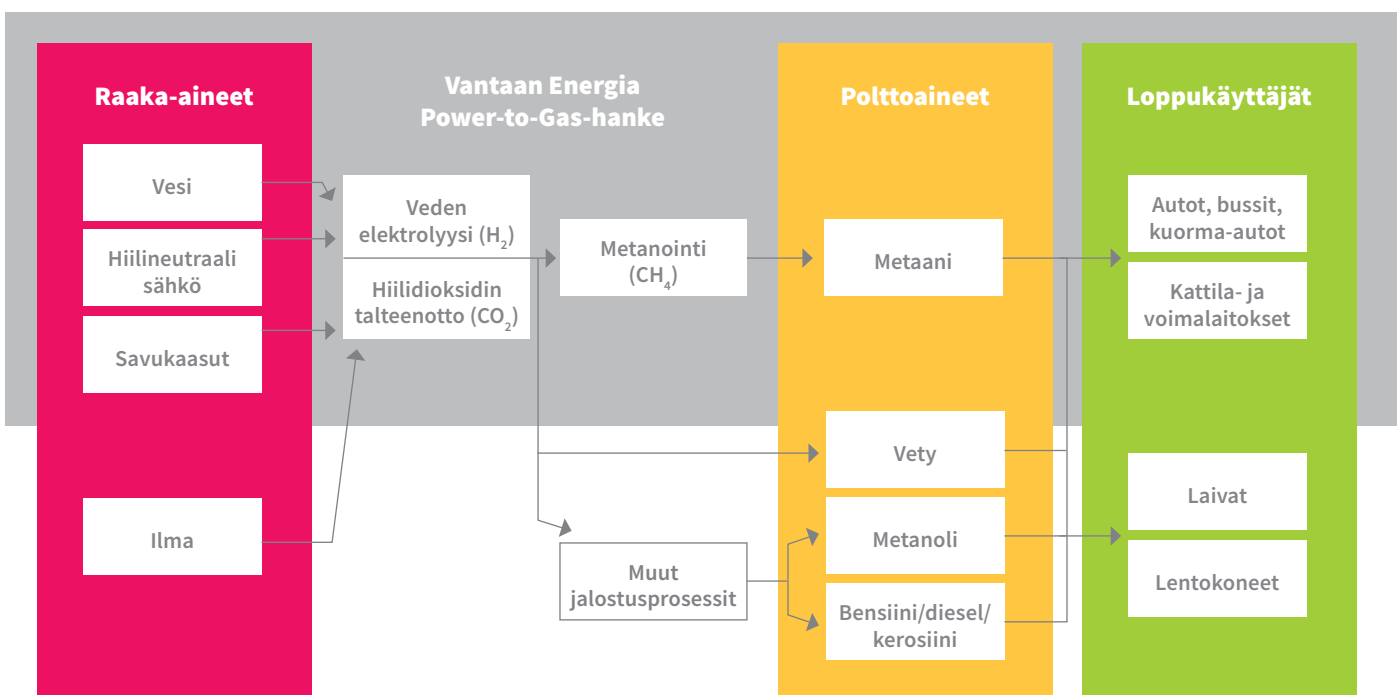 Raaka-aineet
Vesi
Hiilineutraali
sähkö
Savukaasut
Ilma
Vantaan Energia
Power-to-Gas-hanke
Veden
elektrolyysi (H₂)
Hiilidioksidin
talteenotto (CO₂)
Metanointi
(CH₄)
Muut
jalostusprosessit
Polttoaineet
Metaani
Vety
Metanoli
Bensiini/diesel/
kerosiini
Loppukäyttäjät
Autot, bussit,
kuorma-autot
Kattila- ja
voimalaitokset
Laivat
Lentokoneet